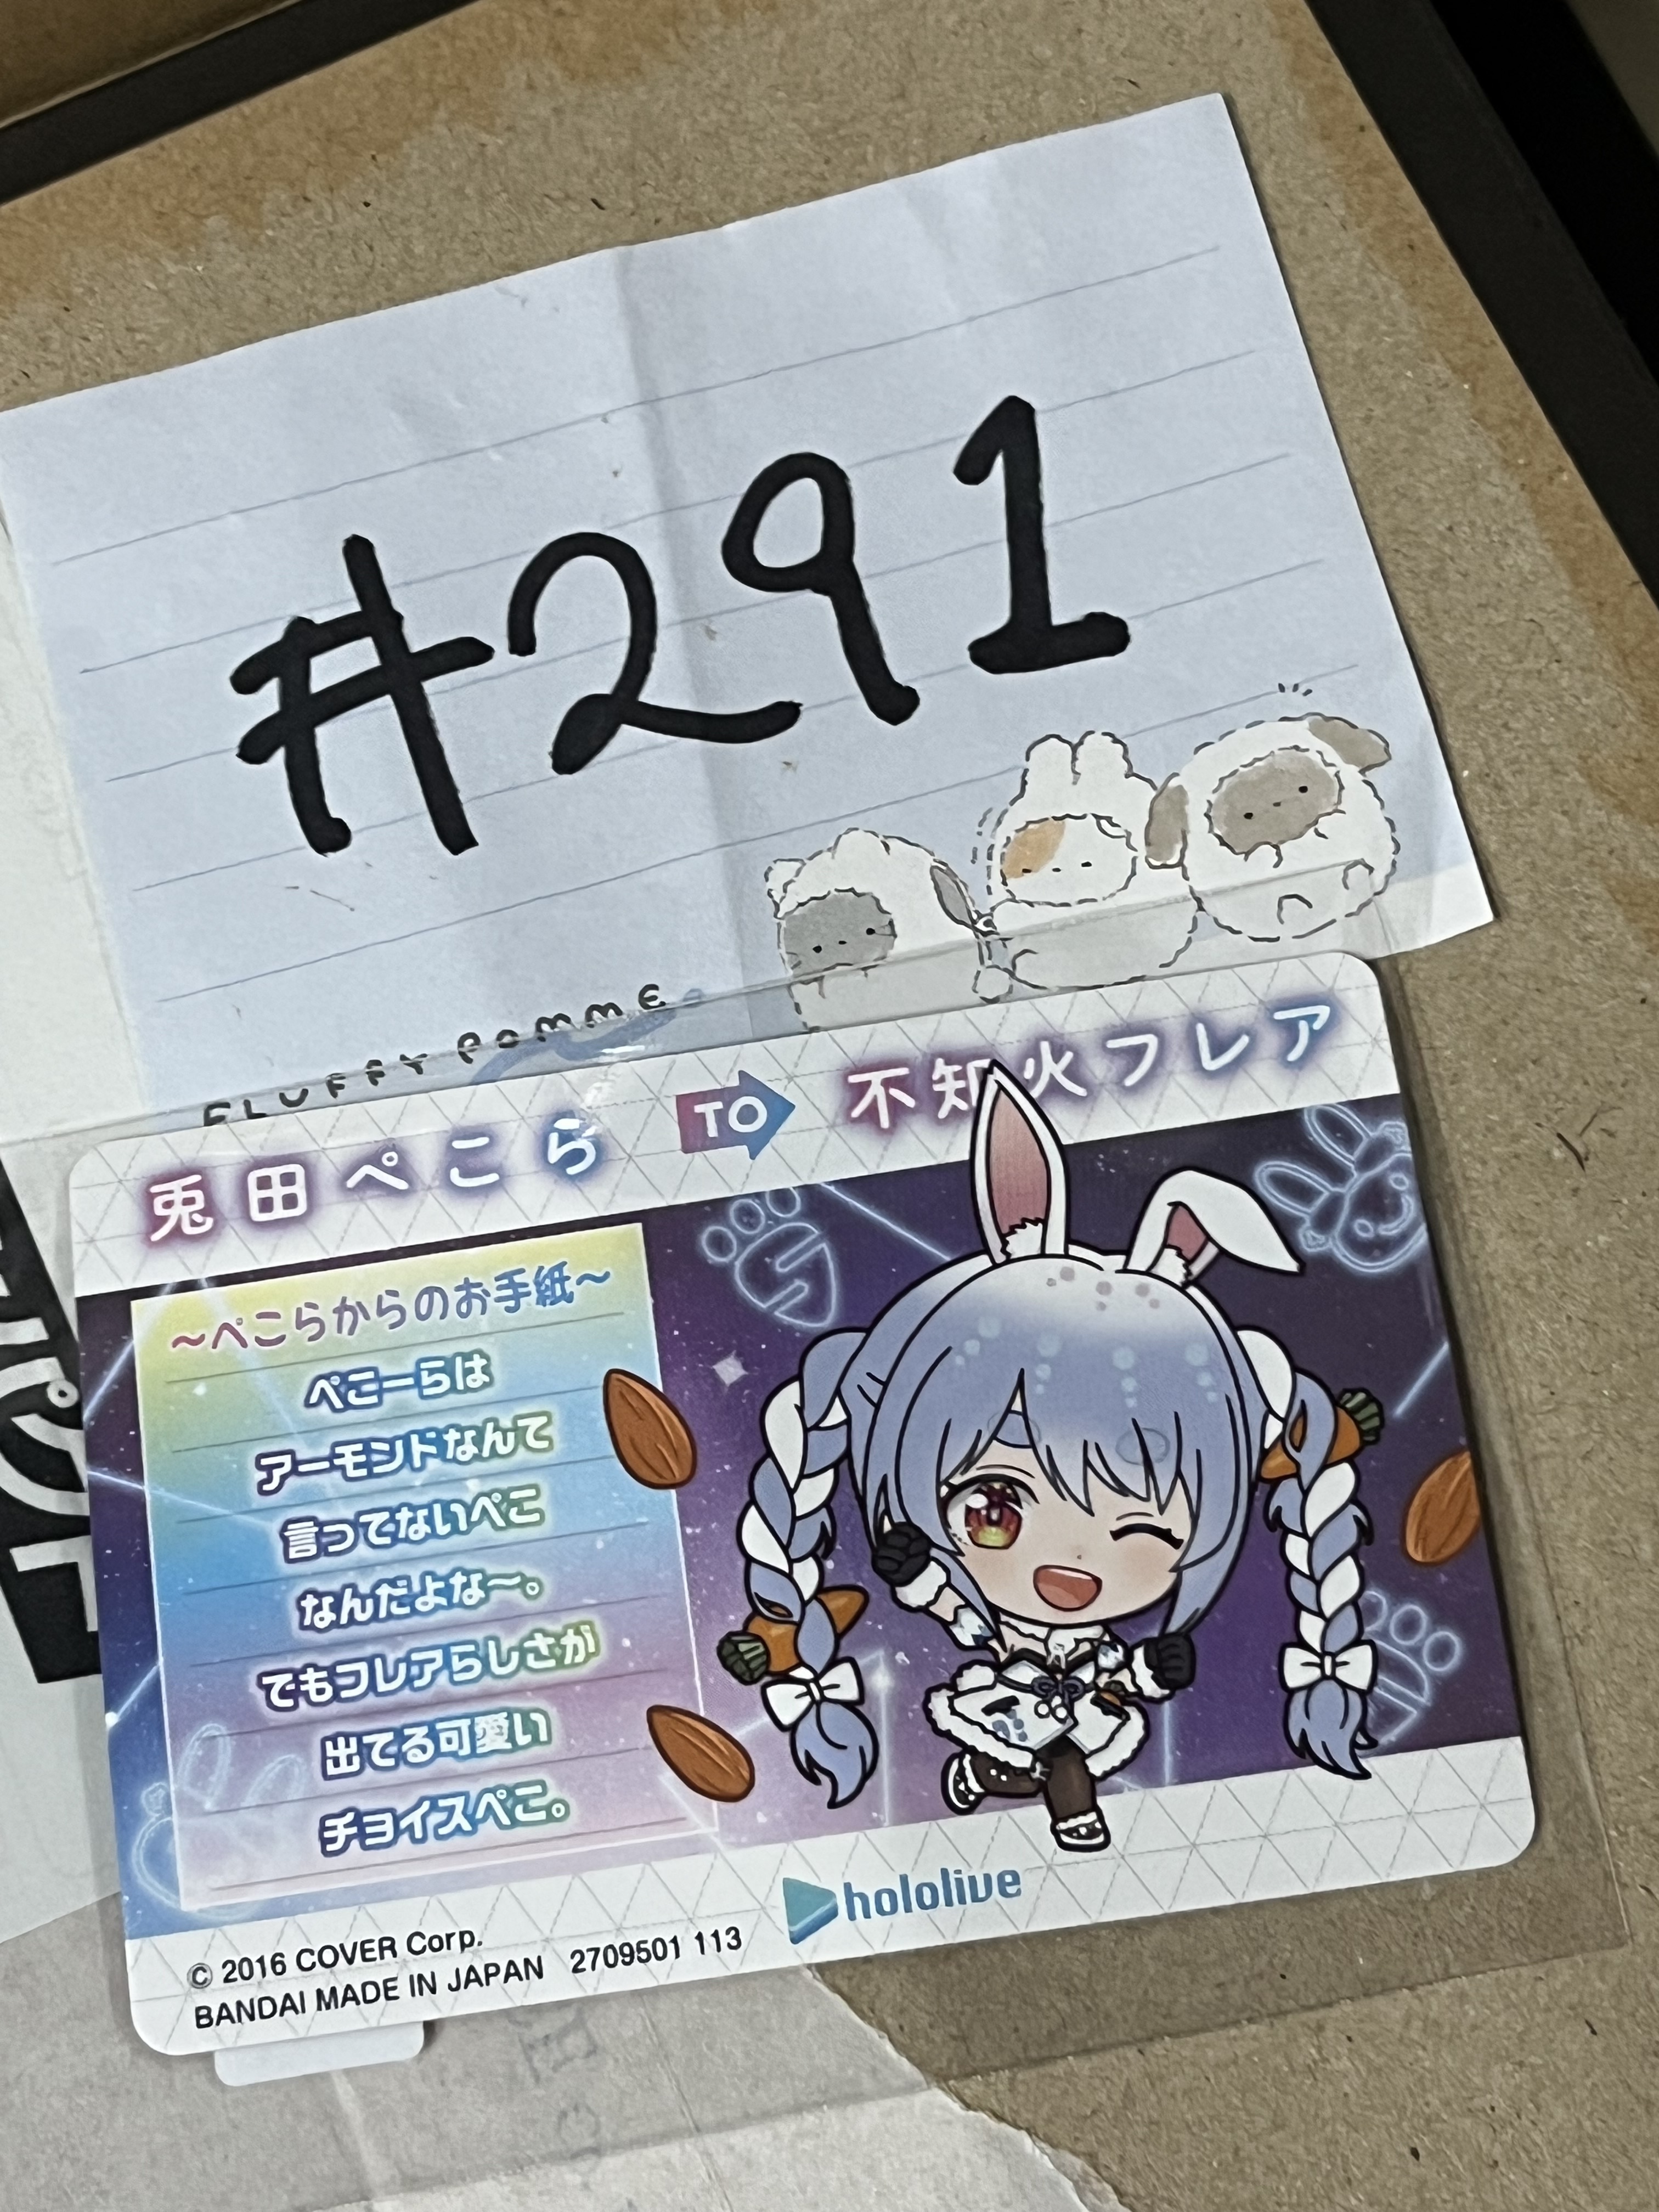 #291
FLUFFY POMME
兎田ぺこら TO 不知火フレア
～ぺこらからのお手紙～
ぺこーらは
アーモンドなんて
言ってないぺこ
なんだよな～。
でもフレアらしさが
出てる可愛い
チョイスぺこ。
hololive
© 2016 COVER Corp.
BANDAI MADE IN JAPAN 2709501 113